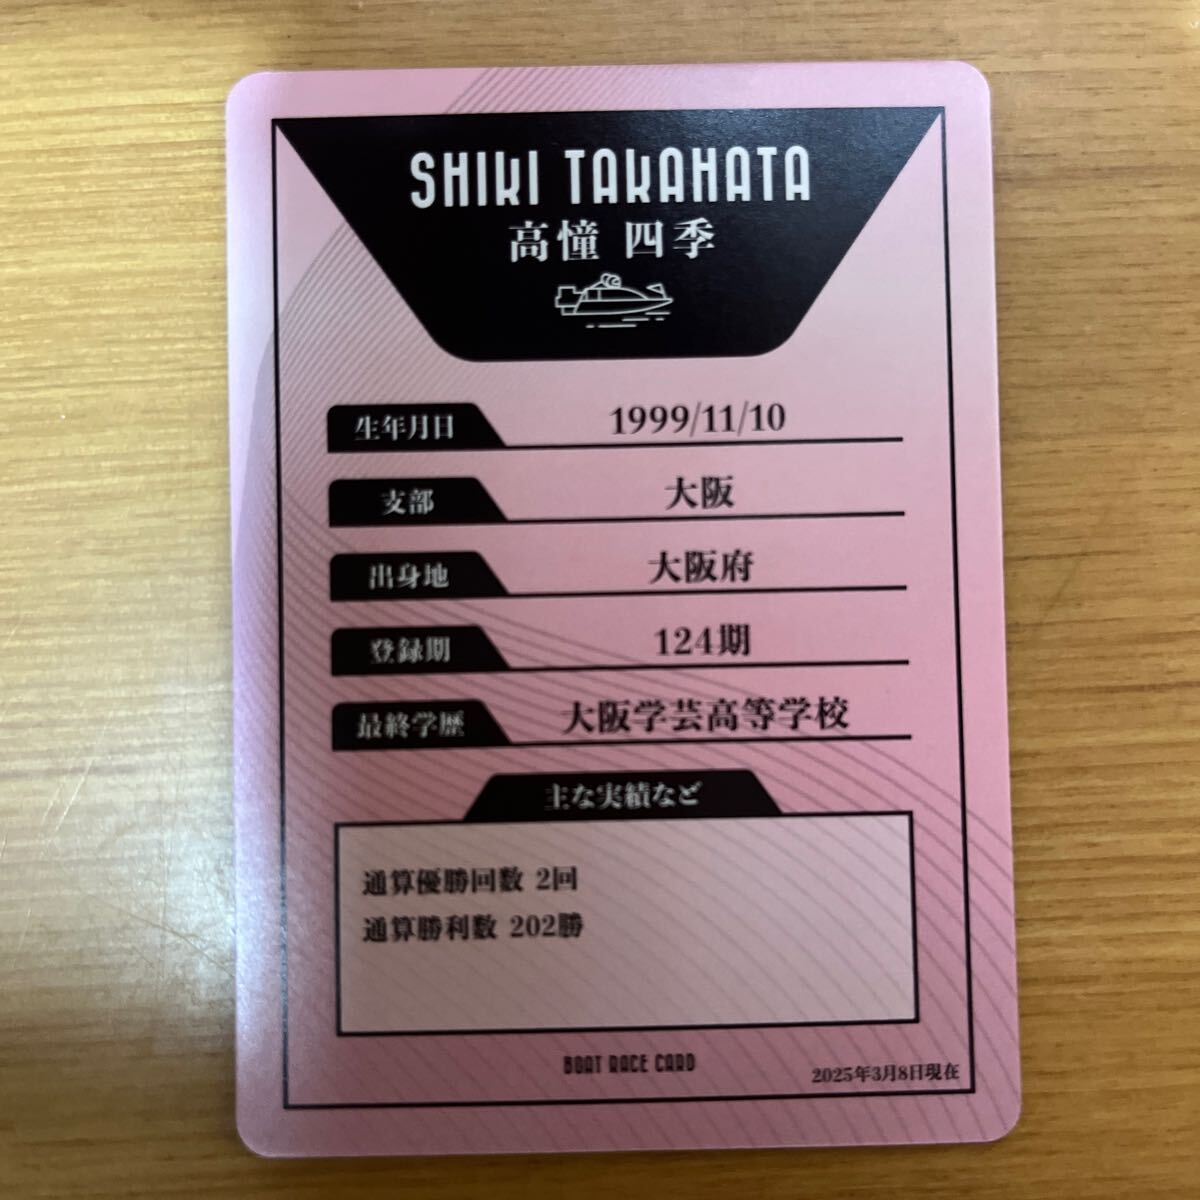 SHIKI TAKAHATA
高憧 四季
生年月日 1999/11/10
支部 大阪
出身地 大阪府
登録期 124期
最終学歴 大阪学芸高等学校
主な実績など
通算優勝回数 2回
通算勝利数 202勝
BOAT RACE CARD
2025年3月8日現在